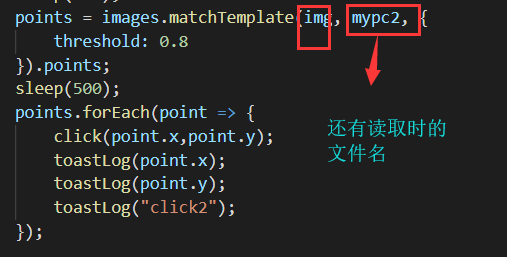 points = images.matchTemplate(img, mypc2, {
threshold: 0.8
}).points;
sleep(500);
points.forEach(point => {
click(point.x,point.y);
toastLog(point.x);
toastLog(point.y);
toastLog("click2");
});
还有读取时的
文件名